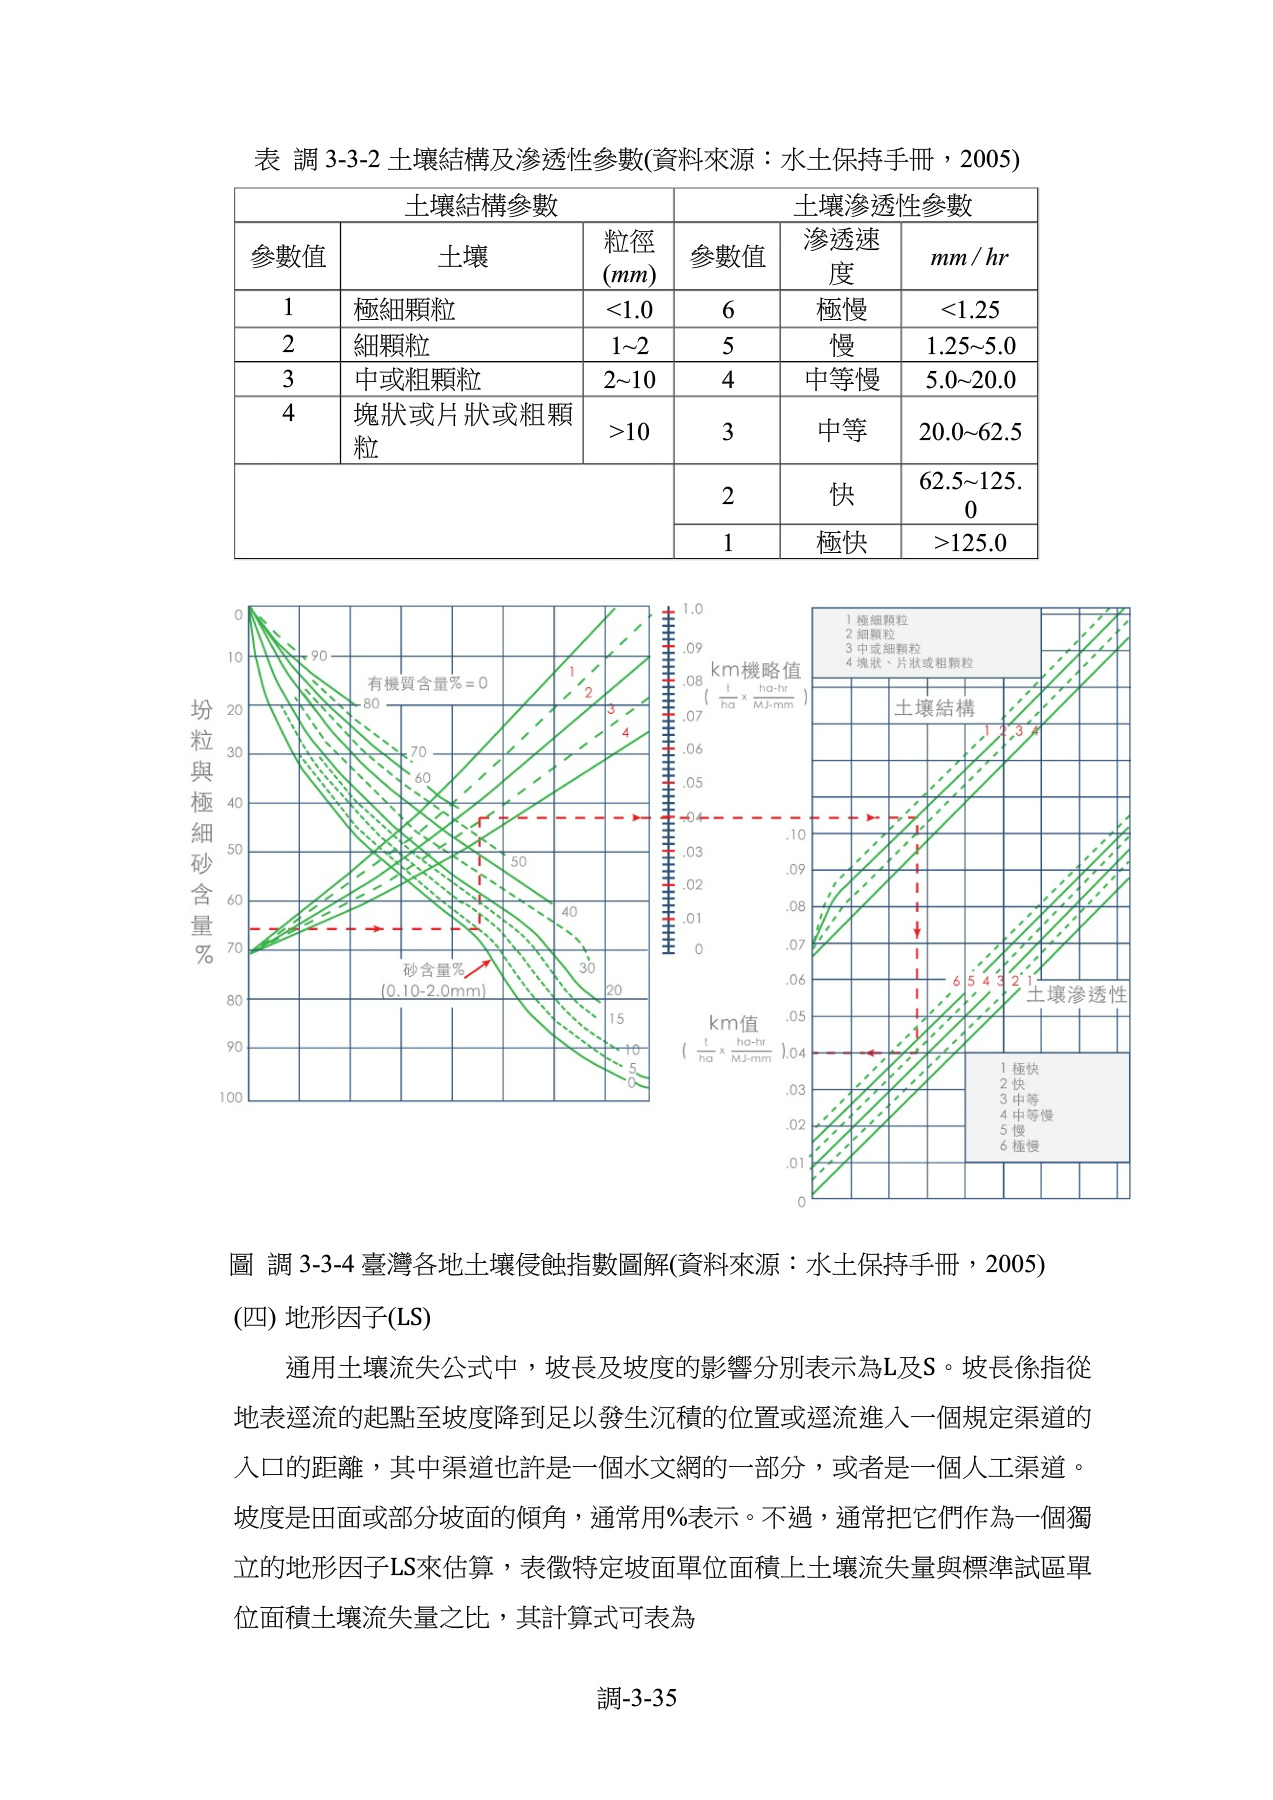 表 調 3-3-2 土壤結構及滲透性參數(資料來源：水土保持手冊，2005)
土壤結構參數 土壤滲透性參數
參數值 土壤 粒徑(mm) 參數值 滲透速度 mm / hr
1 極細顆粒 <1.0 6 極慢 <1.25
2 細顆粒 1~2 5 慢 1.25~5.0
3 中或粗顆粒 2~10 4 中等慢 5.0~20.0
4 塊狀或片狀或粗顆粒 >10 3 中等 20.0~62.5
2 快 62.5~125.0
1 極快 >125.0
坋粒與極細砂含量%
0
10
20
30
40
50
60
70
80
90
100
有機質含量% = 0
1
2
3
4
90
80
70
60
50
40
30
20
15
10
5
0
砂含量%
(0.10-2.0mm)
1.0
.09
.08
.07
.06
.05
.04
.03
.02
.01
0
km機略值
( t/ha × ha-hr/MJ-mm )
km值
( t/ha × ha-hr/MJ-mm )
1 極細顆粒
2 細顆粒
3 中或細顆粒
4 塊狀、片狀或粗顆粒
土壤結構
1 2 3 4
.10
.09
.08
.07
.06
.05
.04
.03
.02
.01
0
6 5 4 3 2 1
土壤滲透性
1 極快
2 快
3 中等
4 中等慢
5 慢
6 極慢
圖 調 3-3-4 臺灣各地土壤侵蝕指數圖解(資料來源：水土保持手冊，2005)
(四) 地形因子(LS)
通用土壤流失公式中，坡長及坡度的影響分別表示為L及S。坡長係指從
地表逕流的起點至坡度降到足以發生沉積的位置或逕流進入一個規定渠道的
入口的距離，其中渠道也許是一個水文網的一部分，或者是一個人工渠道。
坡度是田面或部分坡面的傾角，通常用%表示。不過，通常把它們作為一個獨
立的地形因子LS來估算，表徵特定坡面單位面積上土壤流失量與標準試區單
位面積土壤流失量之比，其計算式可表為
調-3-35